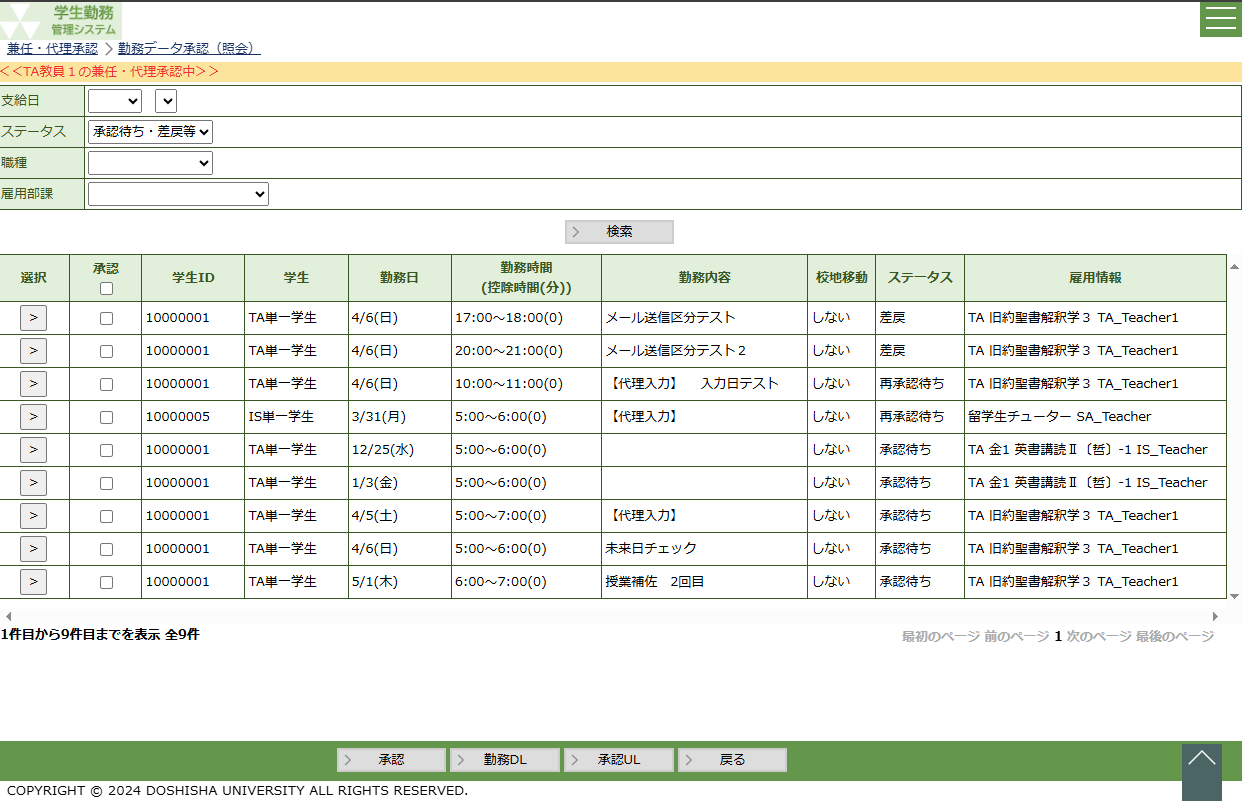 学生勤務
管理システム
兼任・代理承認 > 勤務データ承認（照会）
<<TA教員１の兼任・代理承認中>>
支給日
ステータス 承認待ち・差戻等
職種
雇用部課
> 検索
選択 承認 学生ID 学生 勤務日 勤務時間 (控除時間(分)) 勤務内容 校地移動 ステータス 雇用情報
> 10000001 TA単一学生 4/6(日) 17:00～18:00(0) メール送信区分テスト しない 差戻 TA 旧約聖書解釈学３ TA_Teacher1
> 10000001 TA単一学生 4/6(日) 20:00～21:00(0) メール送信区分テスト２ しない 差戻 TA 旧約聖書解釈学３ TA_Teacher1
> 10000001 TA単一学生 4/6(日) 10:00～11:00(0) 【代理入力】　入力日テスト しない 再承認待ち TA 旧約聖書解釈学３ TA_Teacher1
> 10000005 IS単一学生 3/31(月) 5:00～6:00(0) 【代理入力】 しない 再承認待ち 留学生チューター SA_Teacher
> 10000001 TA単一学生 12/25(水) 5:00～6:00(0) しない 承認待ち TA 金1 英書講読Ⅱ〔哲〕-1 IS_Teacher
> 10000001 TA単一学生 1/3(金) 5:00～6:00(0) しない 承認待ち TA 金1 英書講読Ⅱ〔哲〕-1 IS_Teacher
> 10000001 TA単一学生 4/5(土) 5:00～7:00(0) 【代理入力】 しない 承認待ち TA 旧約聖書解釈学３ TA_Teacher1
> 10000001 TA単一学生 4/6(日) 5:00～6:00(0) 未来日チェック しない 承認待ち TA 旧約聖書解釈学３ TA_Teacher1
> 10000001 TA単一学生 5/1(木) 6:00～7:00(0) 授業補佐　2回目 しない 承認待ち TA 旧約聖書解釈学３ TA_Teacher1
1件目から9件目までを表示 全9件 最初のページ 前のページ 1 次のページ 最後のページ
> 承認 > 勤務DL > 承認UL > 戻る
COPYRIGHT © 2024 DOSHISHA UNIVERSITY ALL RIGHTS RESERVED.